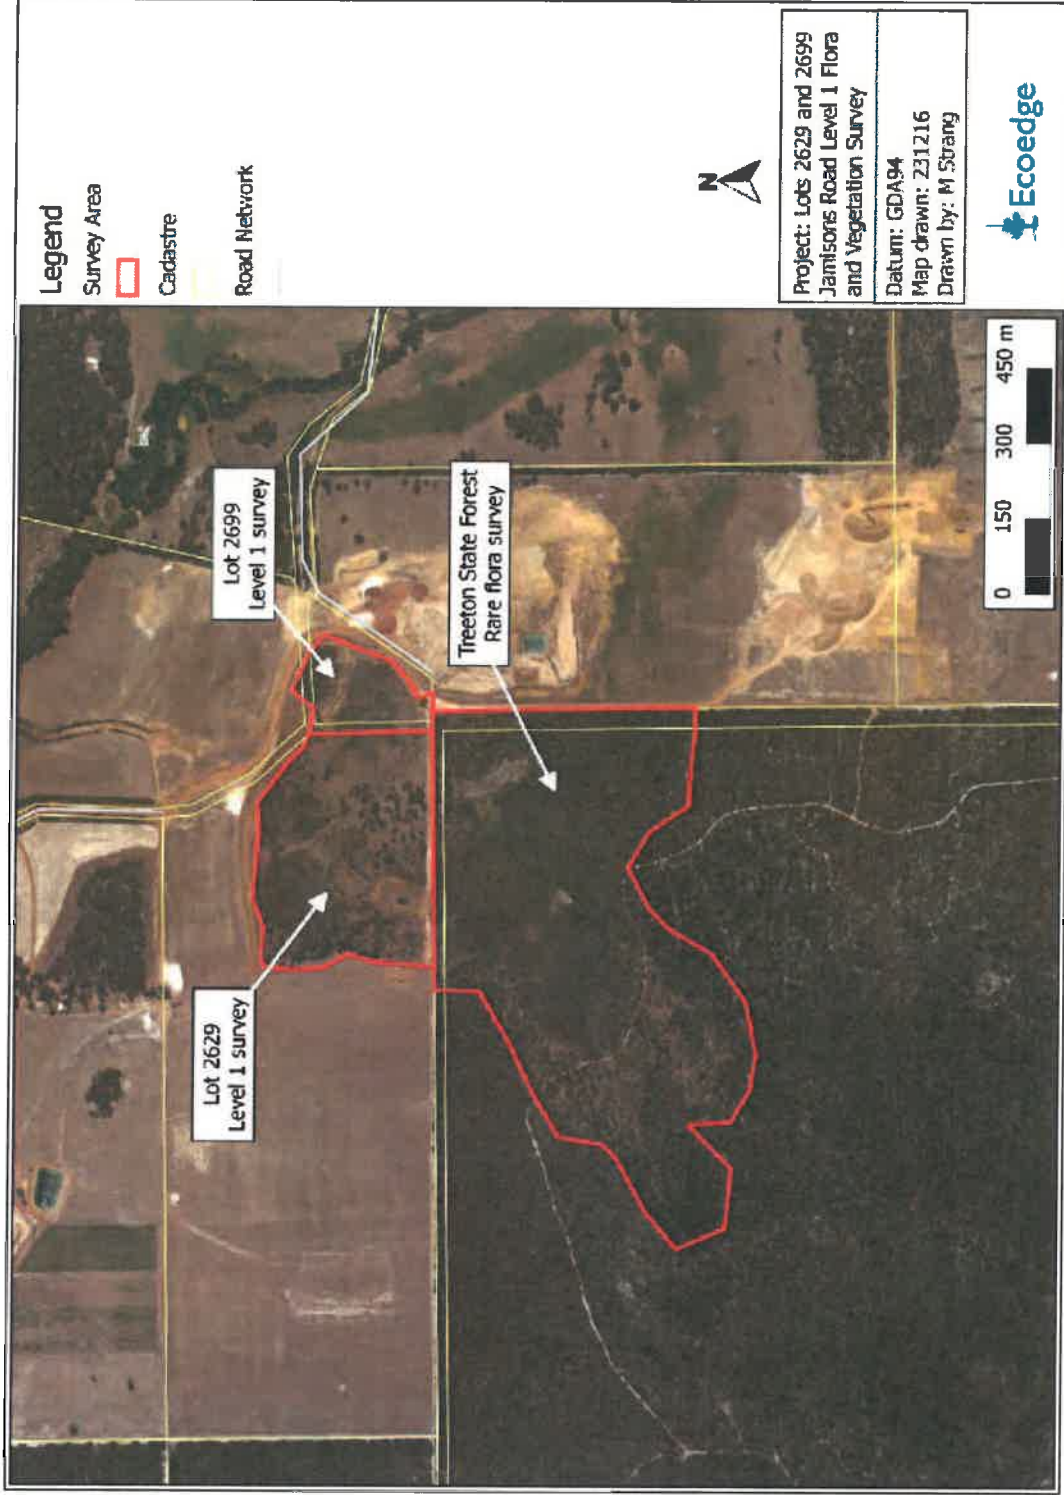 Legend
Survey Area
Cadastre
Road Network
N
Project: Lots 2629 and 2699
Jamisons Road Level 1 Flora
and Vegetation Survey
Datum: GDA94
Map drawn: 231216
Drawn by: M Strang
Ecoedge
Lot 2629
Level 1 survey
Lot 2699
Level 1 survey
Treeton State Forest
Rare flora survey
0 150 300 450 m